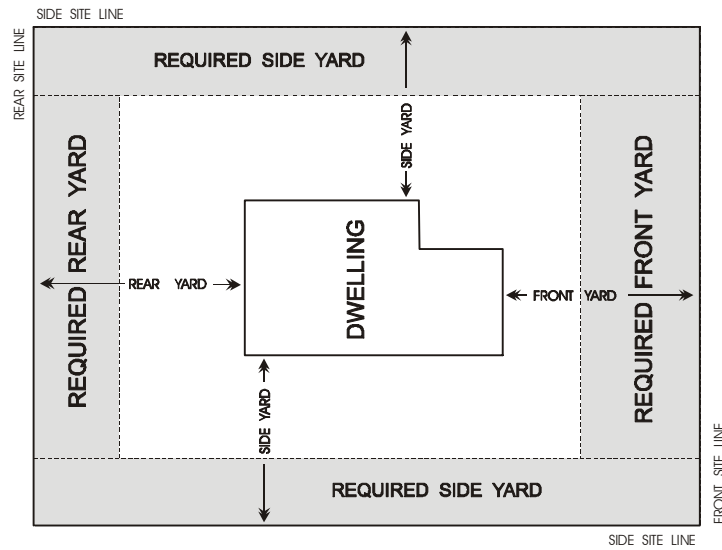 SIDE SITE LINE
REAR SITE LINE
REQUIRED SIDE YARD
SIDE YARD
REQUIRED REAR YARD
REQUIRED FRONT YARD
DWELLING
REAR YARD
FRONT YARD
SIDE YARD
REQUIRED SIDE YARD
FRONT SITE LINE
SIDE SITE LINE